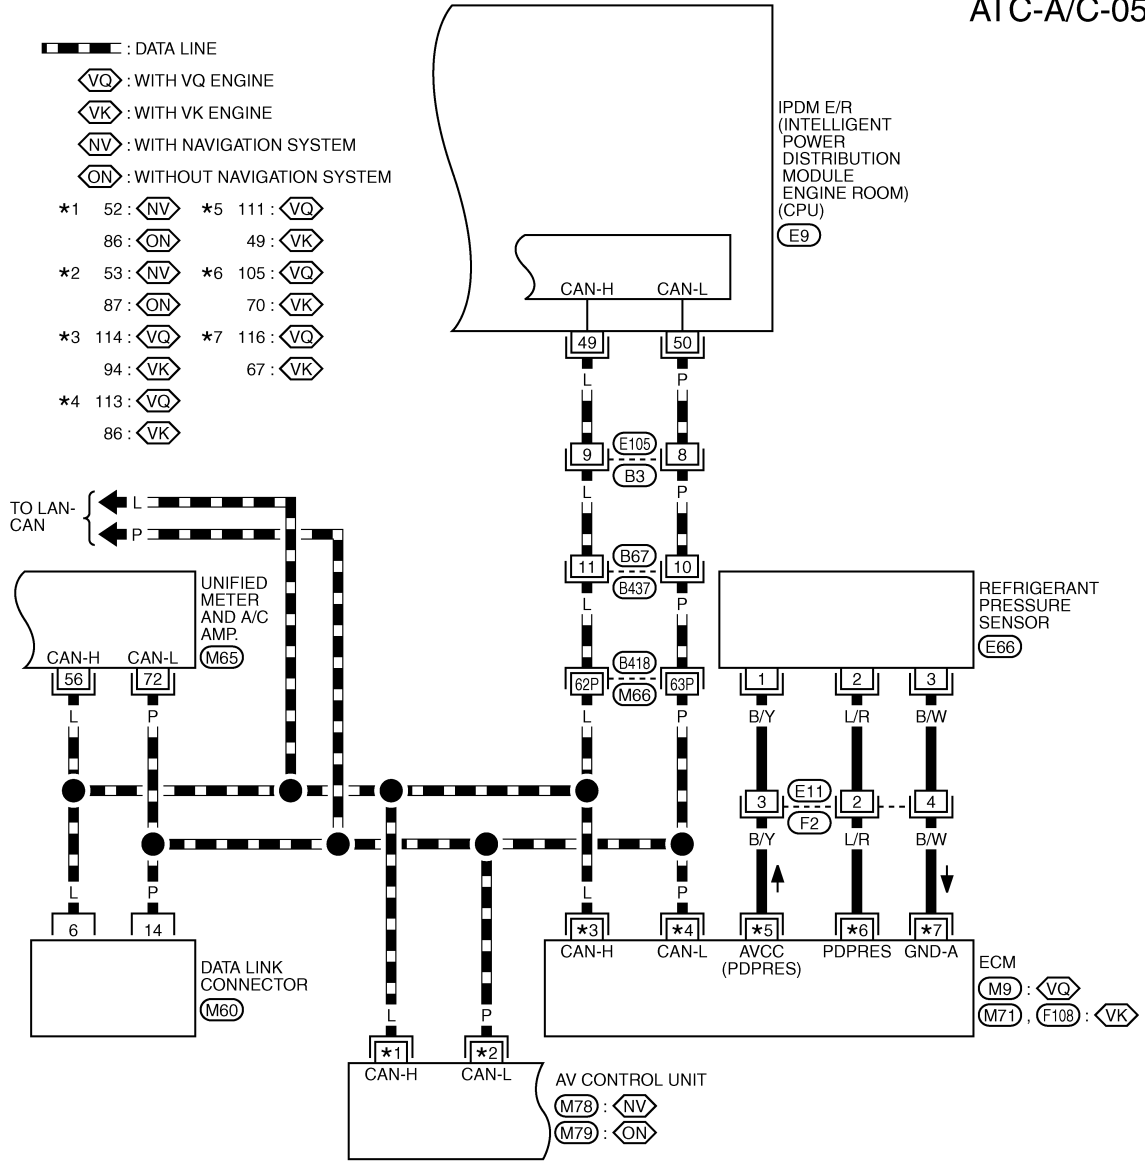 ATC-A/C-05
: DATA LINE
VQ : WITH VQ ENGINE
VK : WITH VK ENGINE
NV : WITH NAVIGATION SYSTEM
ON : WITHOUT NAVIGATION SYSTEM
*1 52 : NV *5 111 : VQ
86 : ON 49 : VK
*2 53 : NV *6 105 : VQ
87 : ON 70 : VK
*3 114 : VQ *7 116 : VQ
94 : VK 67 : VK
*4 113 : VQ
86 : VK
IPDM E/R
(INTELLIGENT
POWER
DISTRIBUTION
MODULE
ENGINE ROOM)
(CPU)
E9
CAN-H CAN-L
49 50
L P
9 E105 8
B3
L P
11 B67 10
B437
L P
62P B418 63P
M66
L P
TO LAN-
CAN
L
P
UNIFIED
METER
AND A/C
AMP.
M65
CAN-H CAN-L
56 72
L P
L P
6 14
DATA LINK
CONNECTOR
M60
REFRIGERANT
PRESSURE
SENSOR
E66
1 2 3
B/Y L/R B/W
3 E11 2 4
F2
B/Y L/R B/W
L P
*3 *4 *5 *6 *7
CAN-H CAN-L AVCC PDPRES GND-A
(PDPRES)
ECM
M9 : VQ
M71 , F108 : VK
L P
*1 *2
CAN-H CAN-L
AV CONTROL UNIT
M78 : NV
M79 : ON